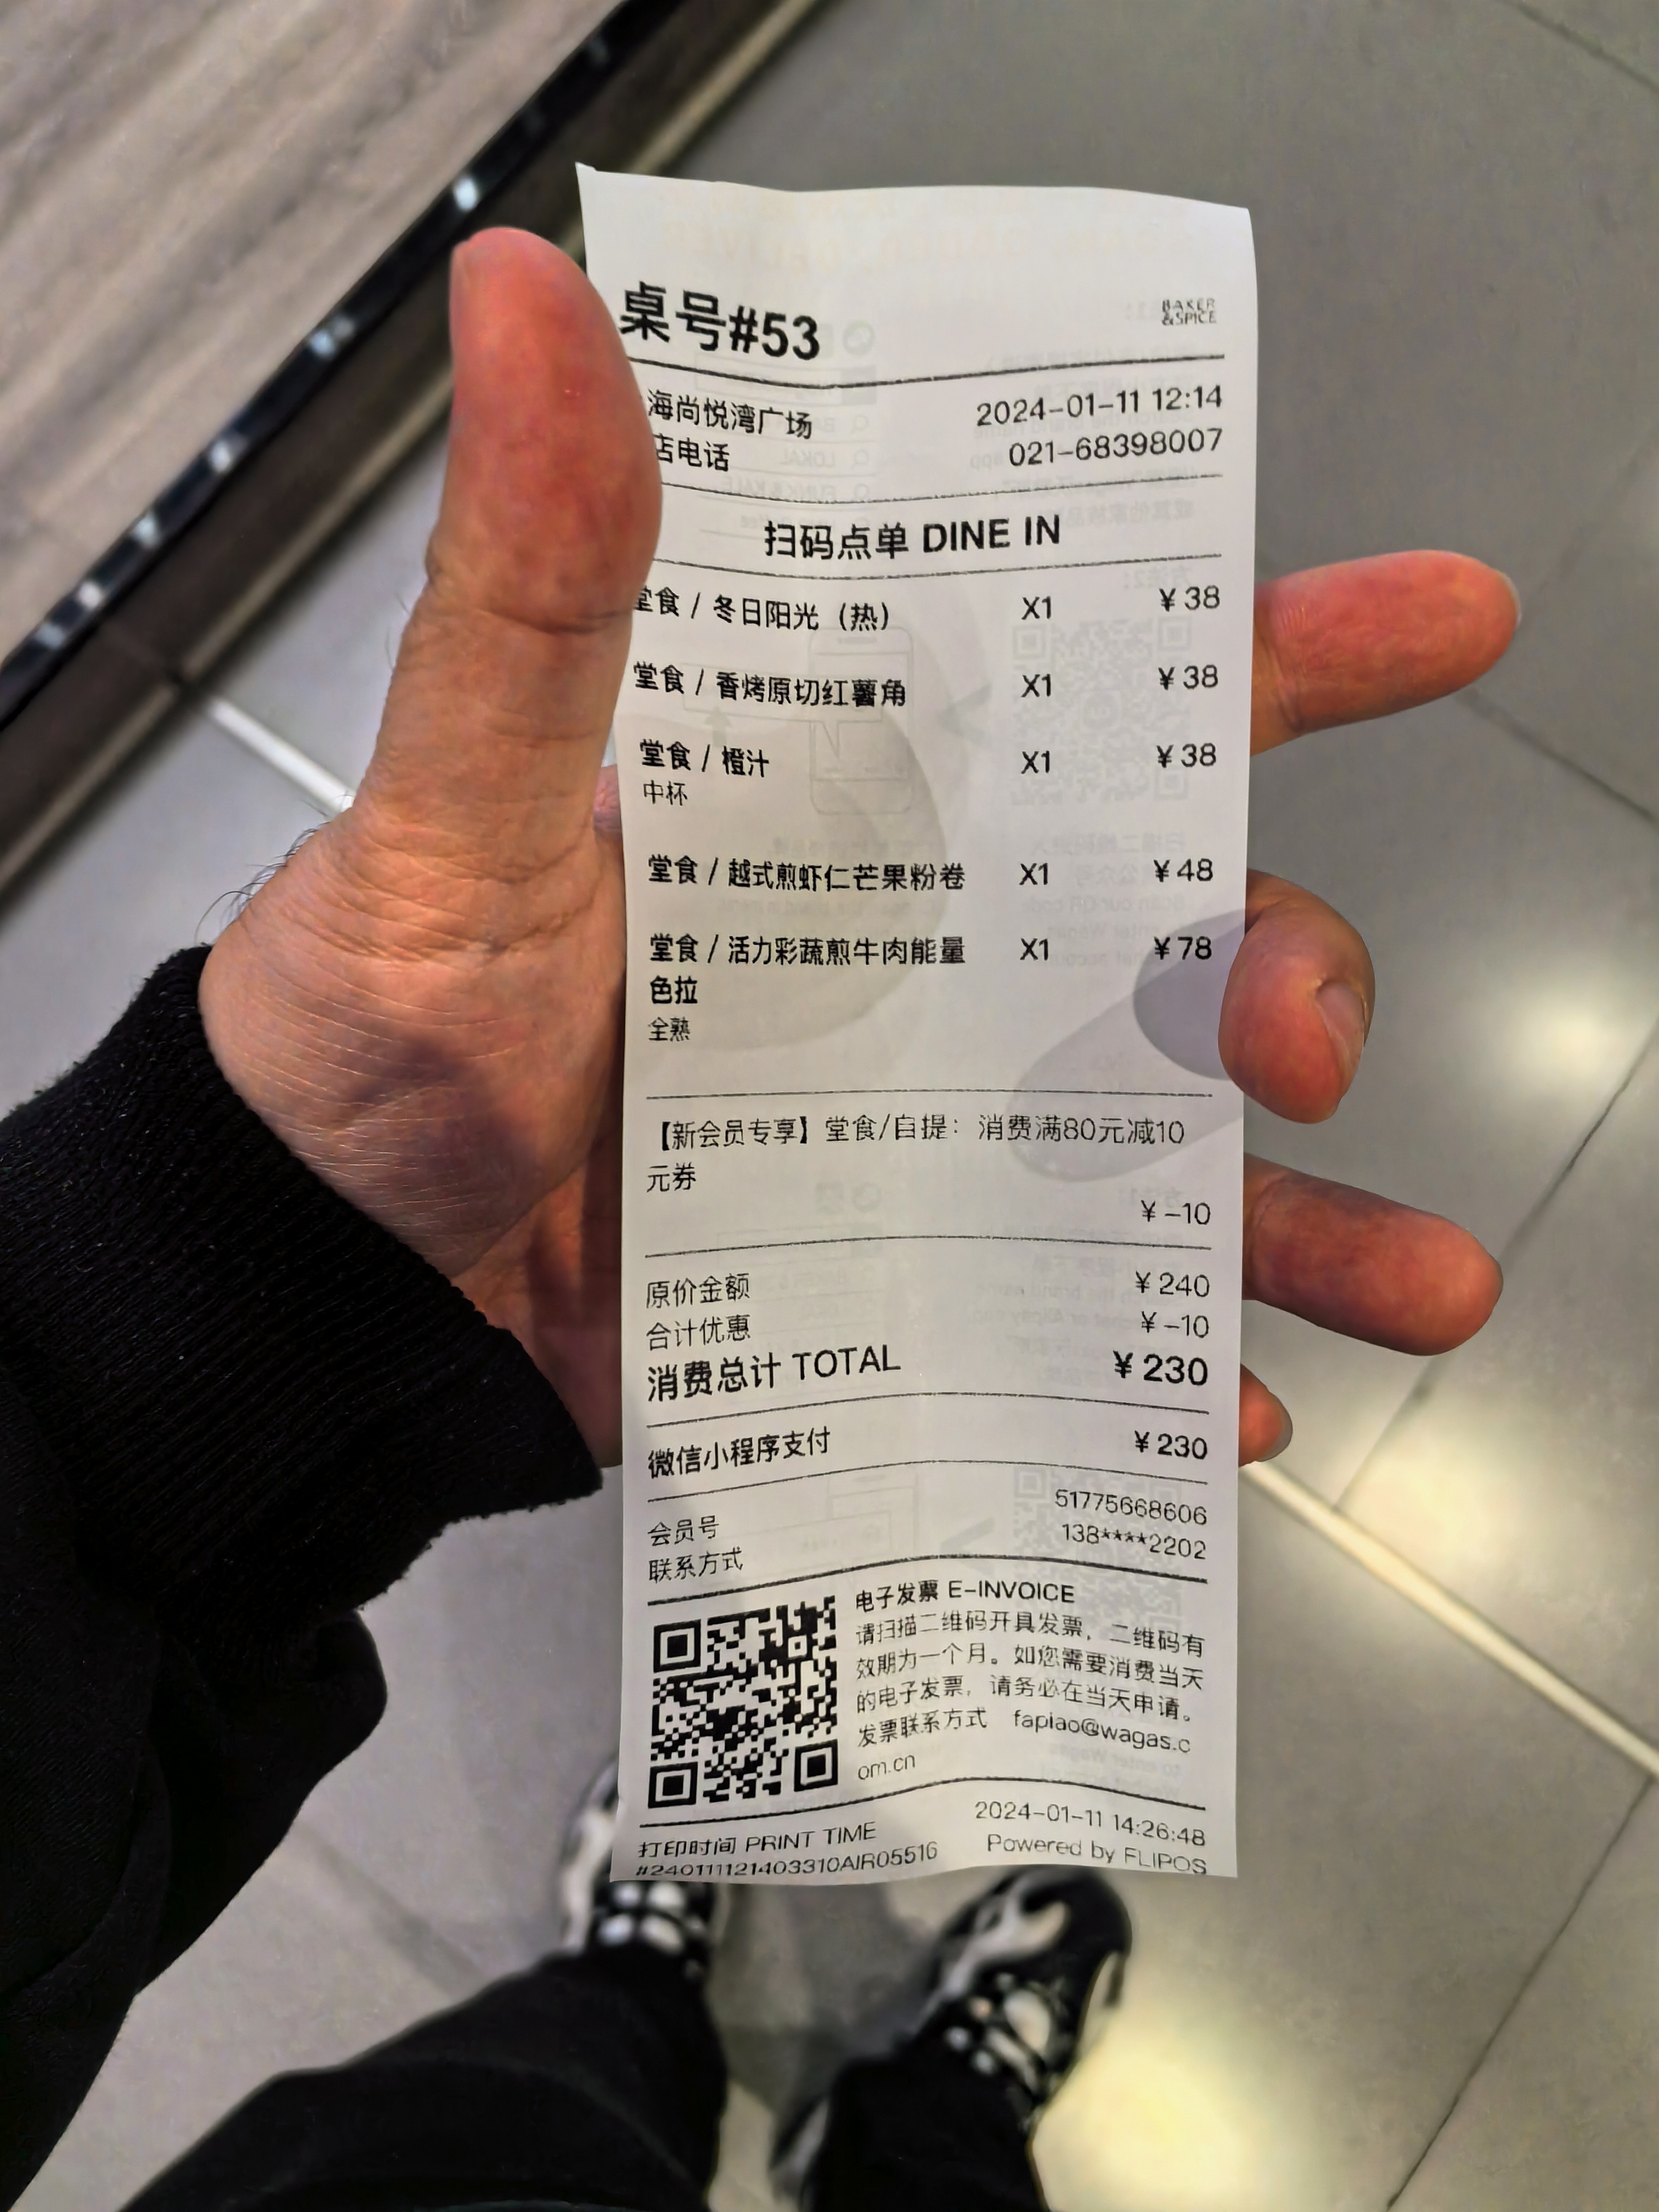 桌号#53
BAKER
&SPICE
海尚悦湾广场 2024-01-11 12:14
店电话 021-68398007
扫码点单 DINE IN
堂食 / 冬日阳光（热） X1 ¥38
堂食 / 香烤原切红薯角 X1 ¥38
堂食 / 橙汁 X1 ¥38
中杯
堂食 / 越式煎虾仁芒果粉卷 X1 ¥48
堂食 / 活力彩蔬煎牛肉能量 X1 ¥78
色拉
全熟
【新会员专享】堂食/自提：消费满80元减10
元券
¥-10
原价金额 ¥240
合计优惠 ¥-10
消费总计 TOTAL ¥230
微信小程序支付 ¥230
会员号 51775668606
联系方式 138****2202
电子发票 E-INVOICE
请扫描二维码开具发票，二维码有
效期为一个月。如您需要消费当天
的电子发票，请务必在当天申请。
发票联系方式 fapiao@wagas.c
om.cn
打印时间 PRINT TIME 2024-01-11 14:26:48
#240111121403310AIR05516 Powered by FLIPOS